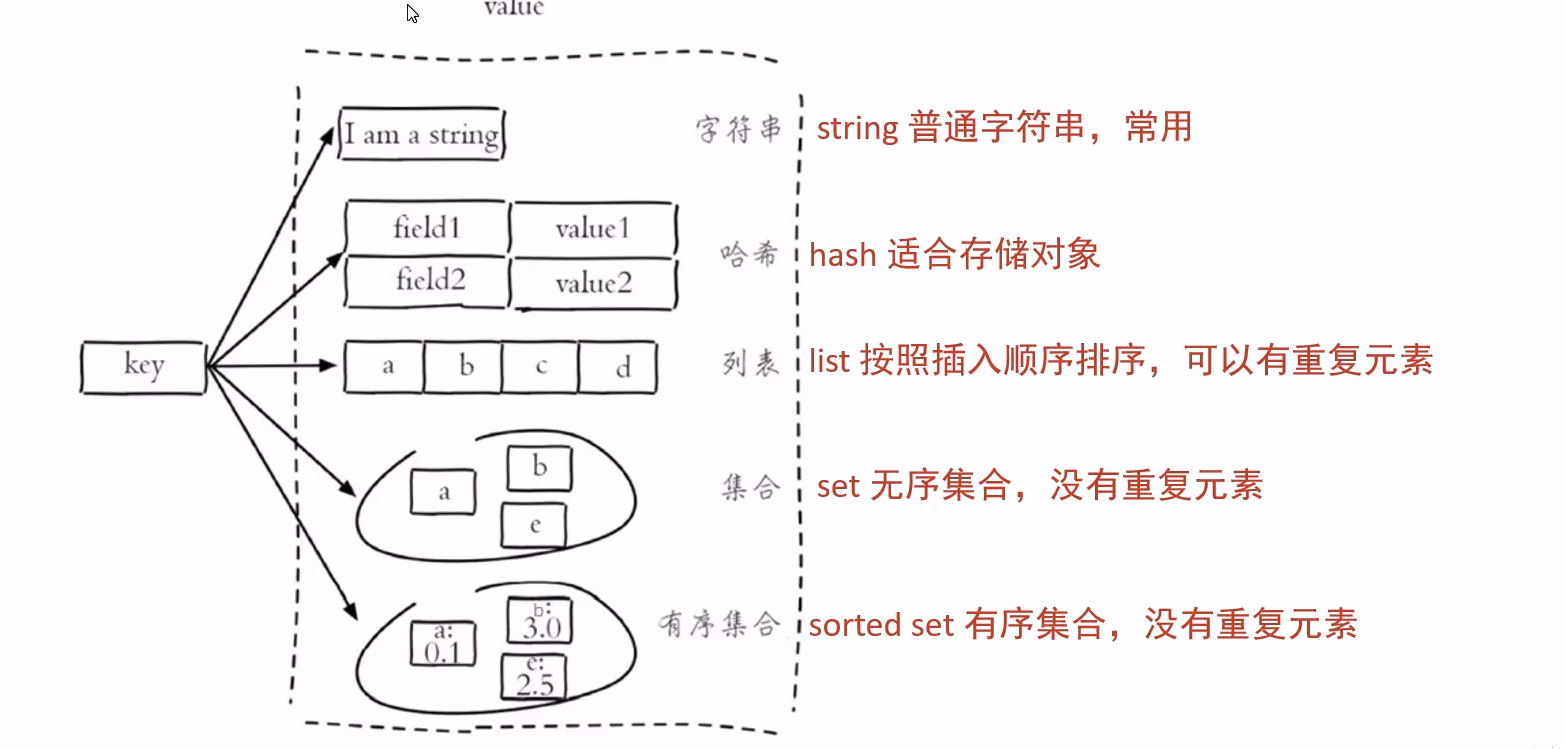 value
I am a string
字符串
string 普通字符串，常用
field1
value1
field2
value2
哈希
hash 适合存储对象
key
a
b
c
d
列表
list 按照插入顺序排序，可以有重复元素
a
b
e
集合
set 无序集合，没有重复元素
a:
0.1
b:
3.0
e:
2.5
有序集合
sorted set 有序集合，没有重复元素